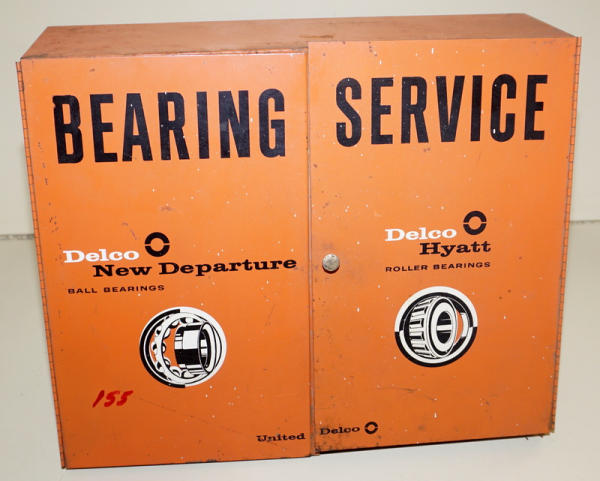 BEARING SERVICE
Delco
New Departure
BALL BEARINGS
155
Delco
Hyatt
ROLLER BEARINGS
United Delco